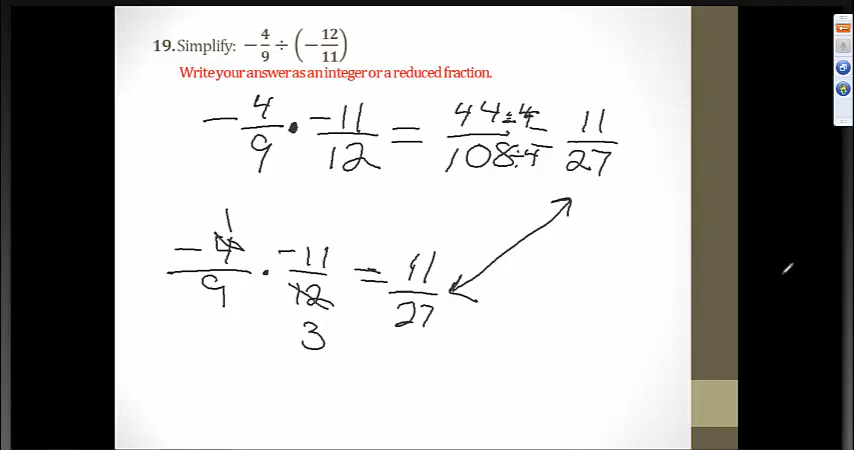 19. Simplify: −4/9 ÷ (−12/11)
Write your answer as an integer or a reduced fraction.
−4/9 · −11/12 = 44÷4/108÷4 = 11/27
−4/9 · −11/12 = 11/27
1
3